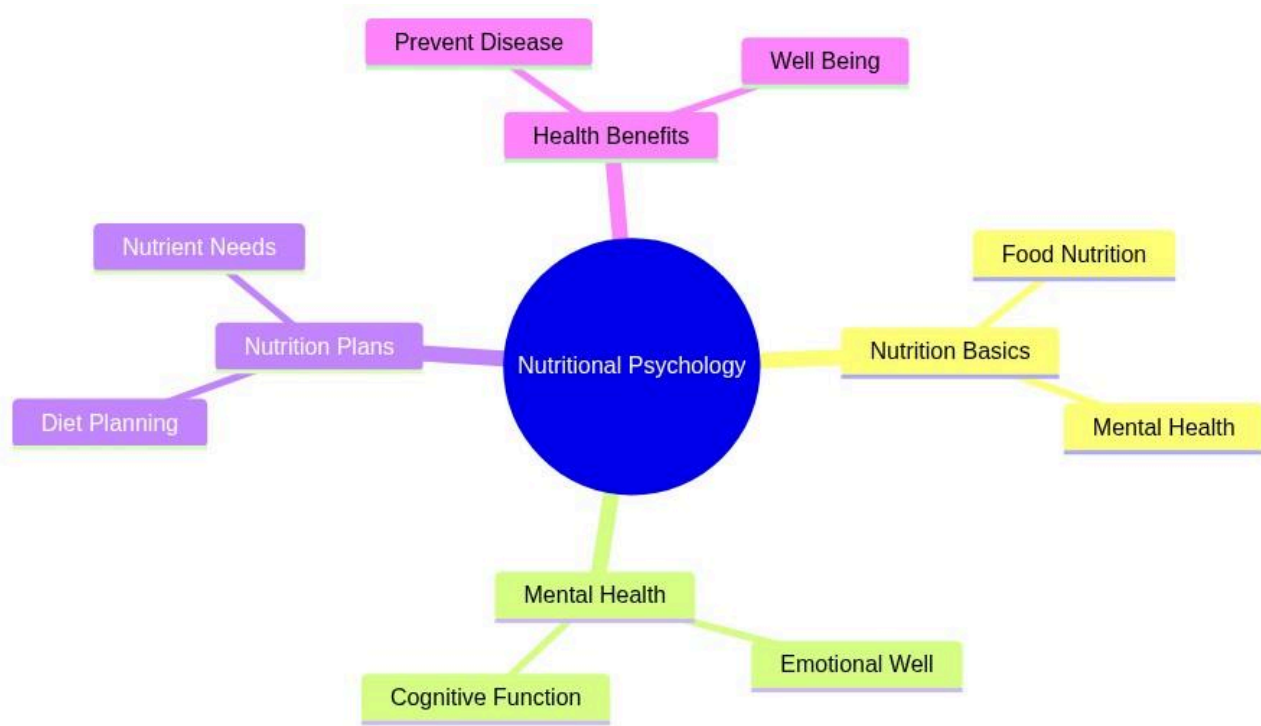 Prevent Disease
Well Being
Health Benefits
Nutrient Needs
Food Nutrition
Nutrition Plans
Nutritional Psychology
Nutrition Basics
Diet Planning
Mental Health
Mental Health
Emotional Well
Cognitive Function